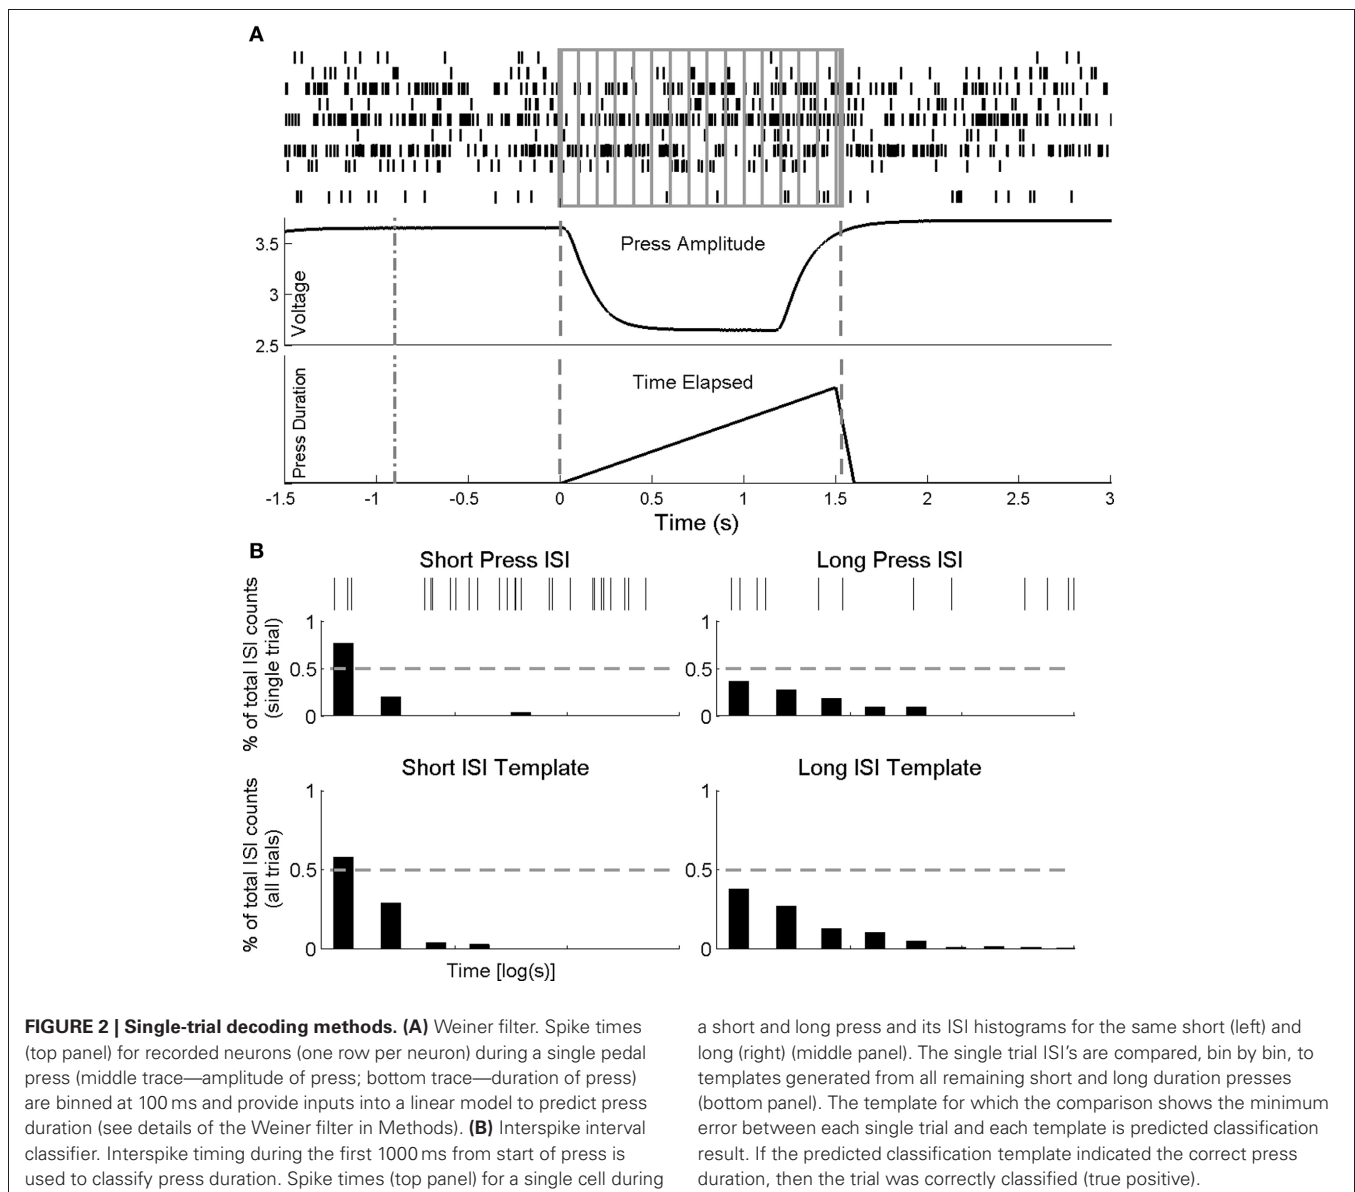 A
3.5
3
2.5
Voltage
Press Amplitude
Press Duration
Time Elapsed
-1.5 -1 -0.5 0 0.5 1 1.5 2 2.5 3
Time (s)
B
Short Press ISI
Long Press ISI
% of total ISI counts
(single trial)
1
0.5
0
1
0.5
0
Short ISI Template
Long ISI Template
% of total ISI counts
(all trials)
1
0.5
0
1
0.5
0
Time [log(s)]
FIGURE 2 | Single-trial decoding methods. (A) Weiner filter. Spike times
(top panel) for recorded neurons (one row per neuron) during a single pedal
press (middle trace—amplitude of press; bottom trace—duration of press)
are binned at 100 ms and provide inputs into a linear model to predict press
duration (see details of the Weiner filter in Methods). (B) Interspike interval
classifier. Interspike timing during the first 1000 ms from start of press is
used to classify press duration. Spike times (top panel) for a single cell during
a short and long press and its ISI histograms for the same short (left) and
long (right) (middle panel). The single trial ISI's are compared, bin by bin, to
templates generated from all remaining short and long duration presses
(bottom panel). The template for which the comparison shows the minimum
error between each single trial and each template is predicted classification
result. If the predicted classification template indicated the correct press
duration, then the trial was correctly classified (true positive).